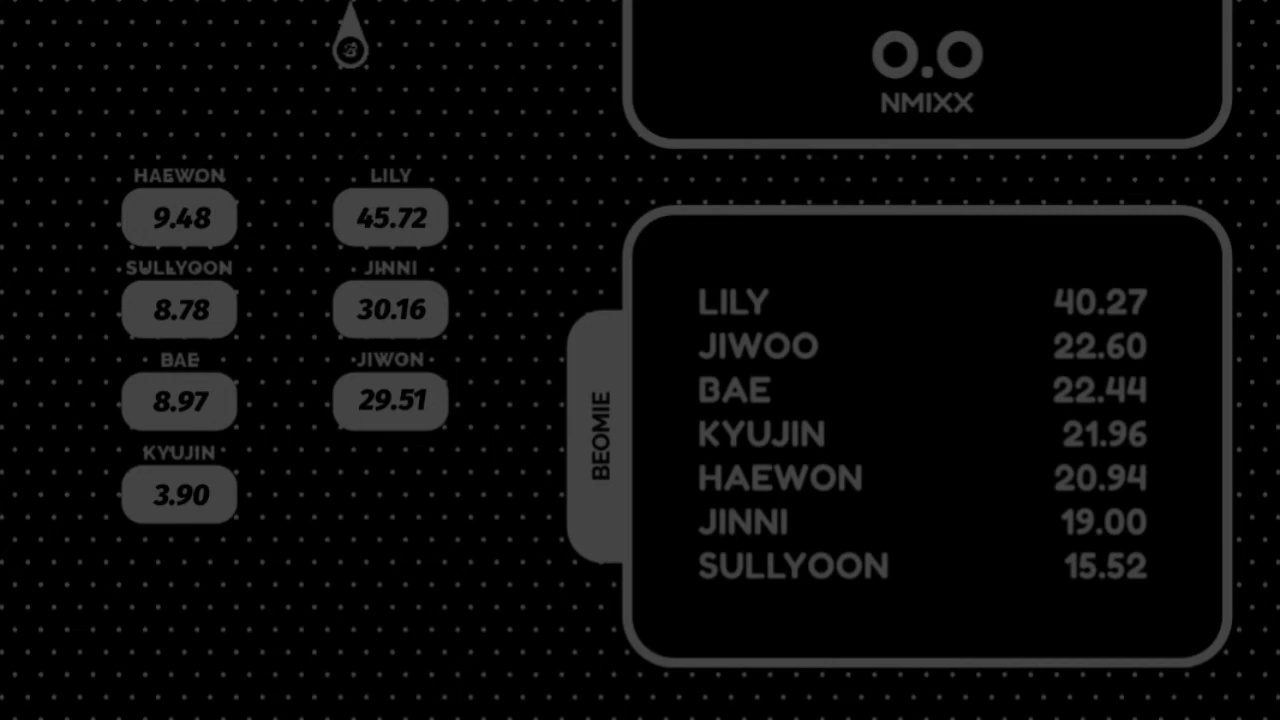 B
O.O
NMIXX
HAEWON
9.48
LILY
45.72
SULLYOON
8.78
JINNI
30.16
BAE
8.97
JIWON
29.51
KYUJIN
3.90
BEOMIE
LILY 40.27
JIWOO 22.60
BAE 22.44
KYUJIN 21.96
HAEWON 20.94
JINNI 19.00
SULLYOON 15.52